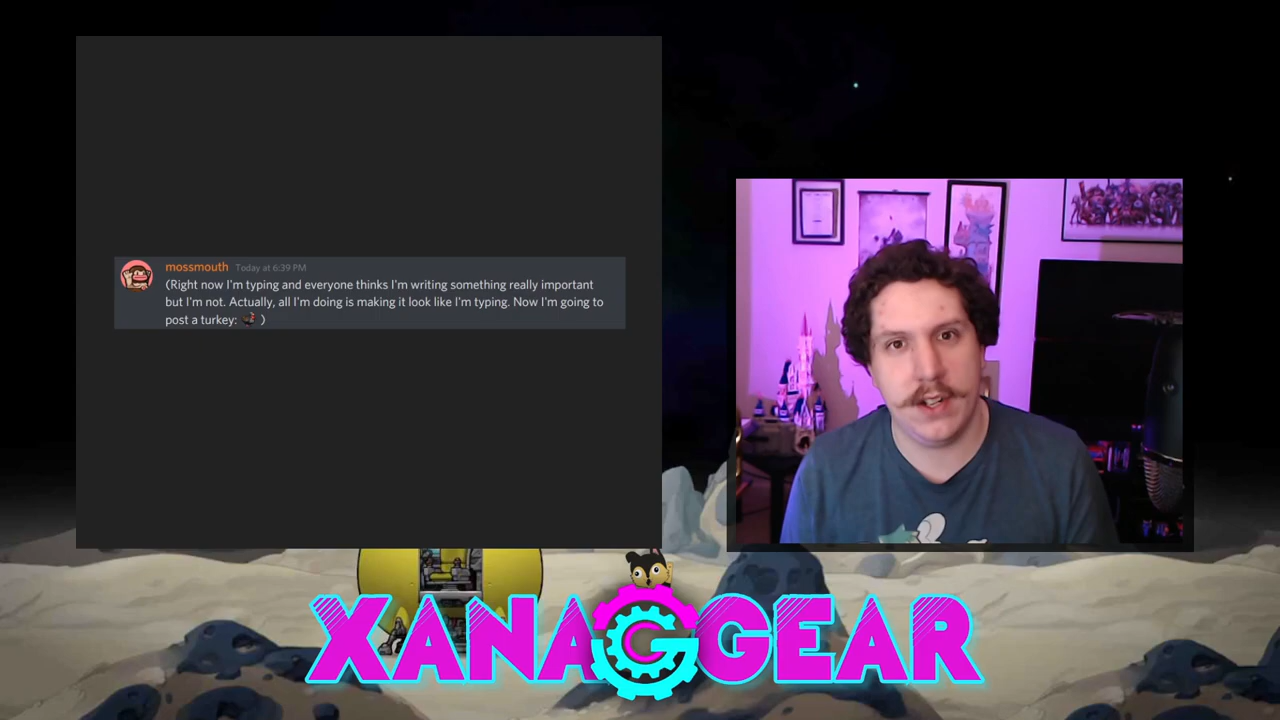 mossmouth Today at 6:39 PM
(Right now I'm typing and everyone thinks I'm writing something really important
but I'm not. Actually, all I'm doing is making it look like I'm typing. Now I'm going to
post a turkey: 🦃 )
XANAGEAR